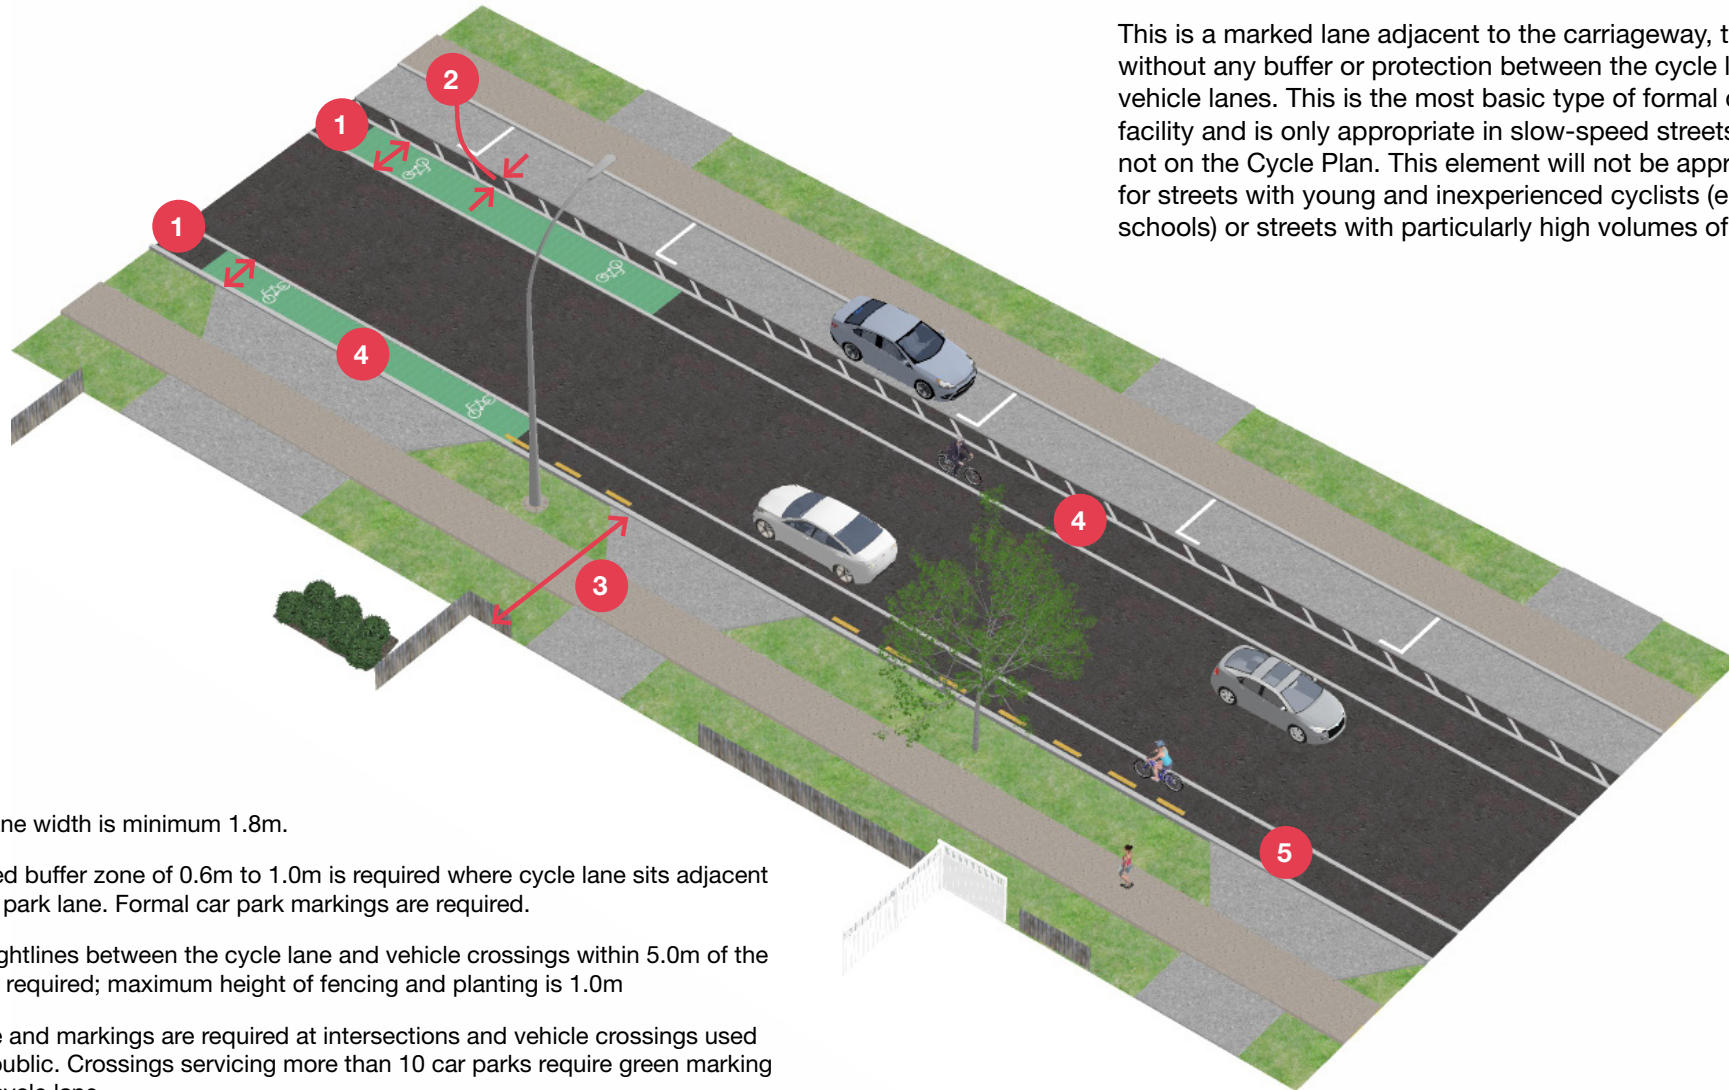 This is a marked lane adjacent to the carriageway, t
without any buffer or protection between the cycle l
vehicle lanes. This is the most basic type of formal
facility and is only appropriate in slow-speed streets
not on the Cycle Plan. This element will not be appr
for streets with young and inexperienced cyclists (e
schools) or streets with particularly high volumes of
2
1
1
4
4
3
5
ne width is minimum 1.8m.
ed buffer zone of 0.6m to 1.0m is required where cycle lane sits adjacent
park lane. Formal car park markings are required.
ghtlines between the cycle lane and vehicle crossings within 5.0m of the
required; maximum height of fencing and planting is 1.0m
e and markings are required at intersections and vehicle crossings used
public. Crossings servicing more than 10 car parks require green marking